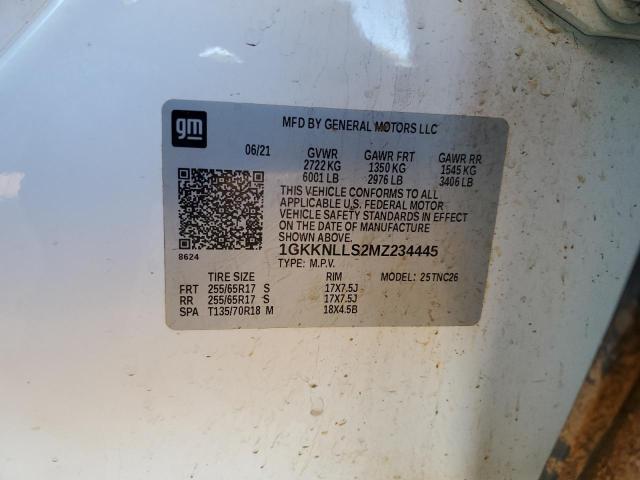 gm
MFD BY GENERAL MOTORS LLC
06/21 GVWR GAWR FRT GAWR RR
2722 KG 1350 KG 1545 KG
6001 LB 2976 LB 3406 LB
THIS VEHICLE CONFORMS TO ALL
APPLICABLE U.S. FEDERAL MOTOR
VEHICLE SAFETY STANDARDS IN EFFECT
ON THE DATE OF MANUFACTURE
SHOWN ABOVE.
8624
1GKKNLLS2MZ234445
TYPE: M.P.V.
TIRE SIZE RIM MODEL: 25TNC26
FRT 255/65R17 S 17X7.5J
RR 255/65R17 S 17X7.5J
SPA T135/70R18 M 18X4.5B